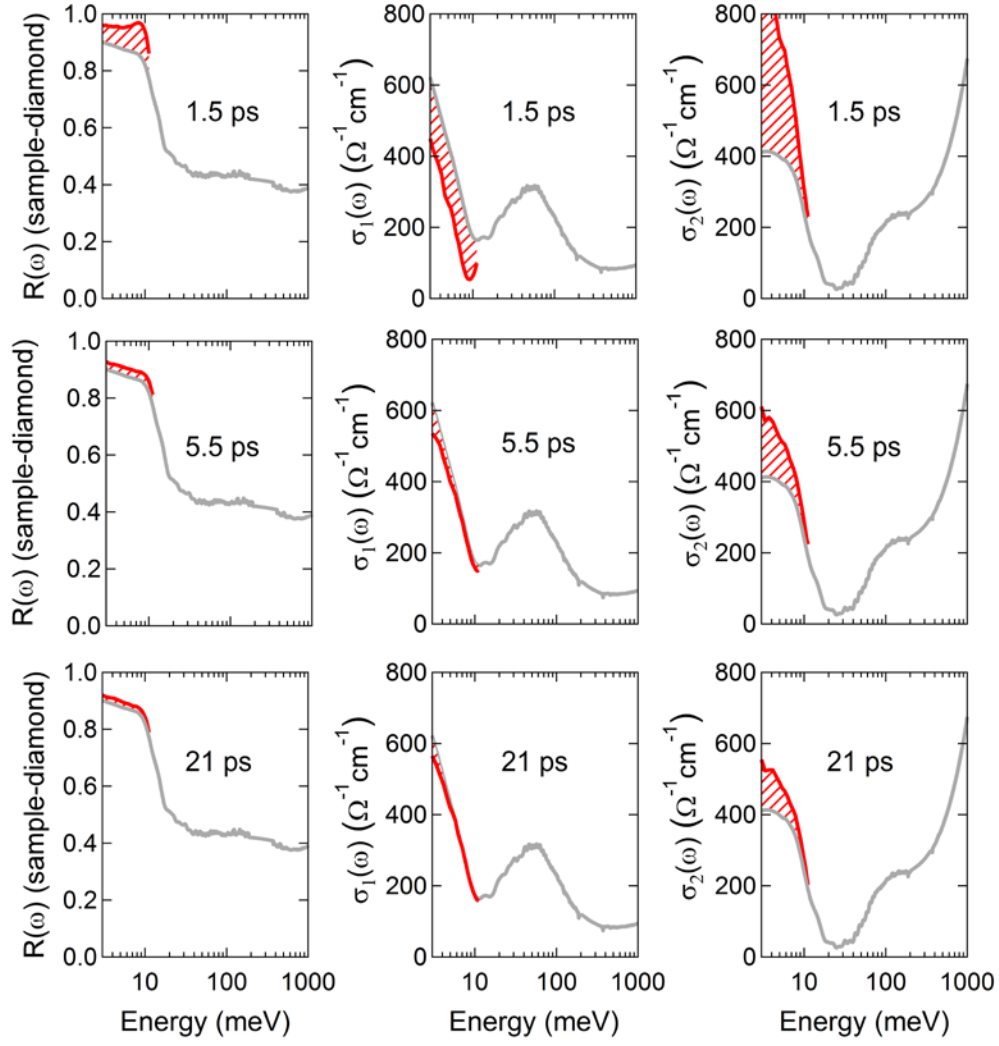 R(ω) (sample-diamond)
1.0
0.8
0.6
0.4
0.2
0.0
1.5 ps
σ₁(ω) (Ω⁻¹cm⁻¹)
800
600
400
200
0
1.5 ps
σ₂(ω) (Ω⁻¹cm⁻¹)
800
600
400
200
0
1.5 ps
10
100
1000
10
100
1000
10
100
1000
R(ω) (sample-diamond)
1.0
0.8
0.6
0.4
0.2
0.0
5.5 ps
σ₁(ω) (Ω⁻¹cm⁻¹)
800
600
400
200
0
5.5 ps
σ₂(ω) (Ω⁻¹cm⁻¹)
800
600
400
200
0
5.5 ps
R(ω) (sample-diamond)
1.0
0.8
0.6
0.4
0.2
0.0
21 ps
σ₁(ω) (Ω⁻¹cm⁻¹)
800
600
400
200
0
21 ps
σ₂(ω) (Ω⁻¹cm⁻¹)
800
600
400
200
0
21 ps
Energy (meV)
Energy (meV)
Energy (meV)